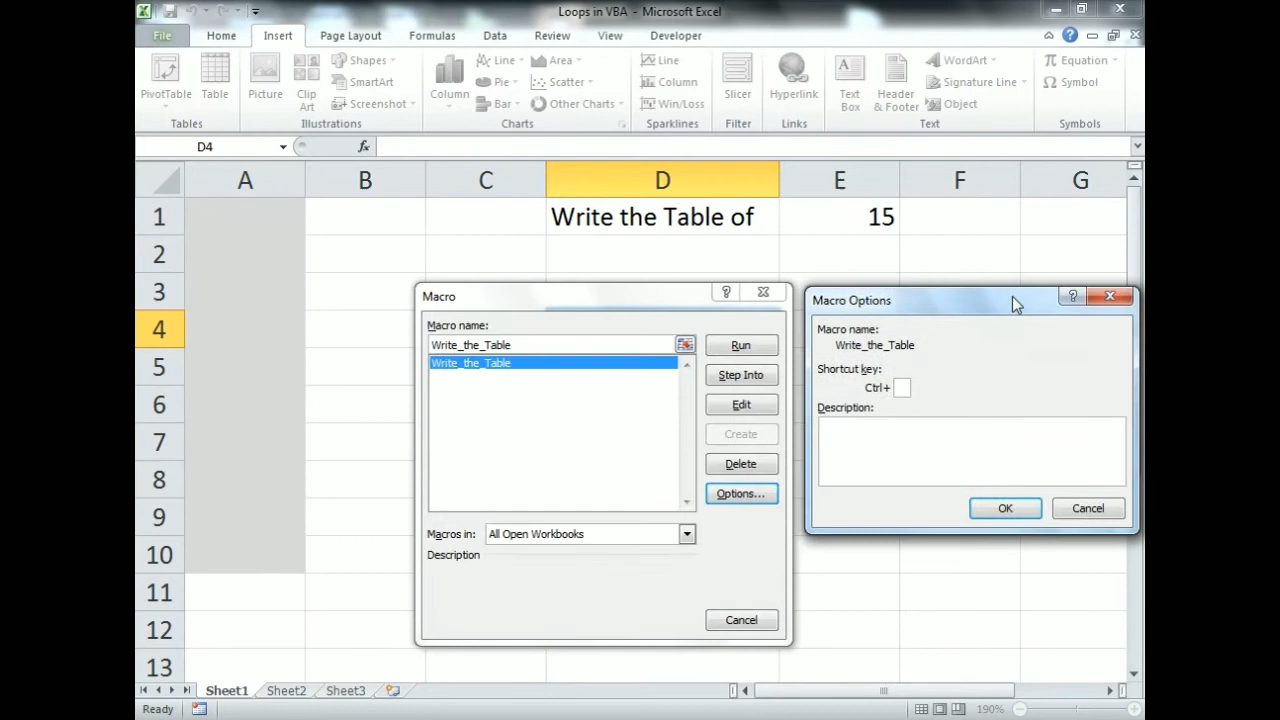 Loops in VBA - Microsoft Excel
File Home Insert Page Layout Formulas Data Review View Developer
PivotTable Table Picture Clip Art Shapes SmartArt Screenshot Column Line Pie Bar Area Scatter Other Charts Line Column Win/Loss Slicer Hyperlink Text Box Header & Footer WordArt Signature Line Object Equation Symbol
Tables Illustrations Charts Sparklines Filter Links Text Symbols
D4 fx
A B C D E F G
1 Write the Table of 15
2
3
4
5
6
7
8
9
10
11
12
13
Macro
Macro name:
Write_the_Table
Write_the_Table
Run
Step Into
Edit
Create
Delete
Options...
Macros in: All Open Workbooks
Description
Cancel
Macro Options
Macro name:
Write_the_Table
Shortcut key:
Ctrl+
Description:
OK Cancel
Sheet1 Sheet2 Sheet3
Ready 190%